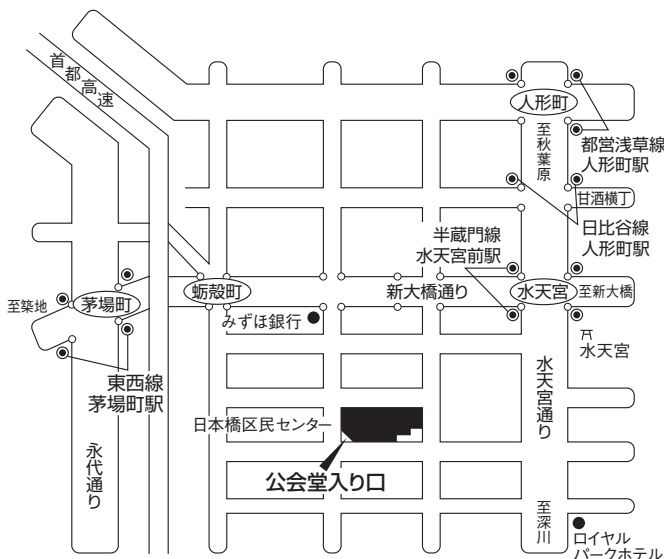 首都高速
人形町
至秋葉原
都営浅草線
人形町駅
甘酒横丁
日比谷線
人形町駅
半蔵門線
水天宮前駅
至築地
茅場町
蛎殻町
新大橋通り
水天宮
至新大橋
みずほ銀行
水天宮
東西線
茅場町駅
水天宮通り
日本橋区民センター
永代通り
公会堂入り口
至深川
ロイヤル
パークホテル